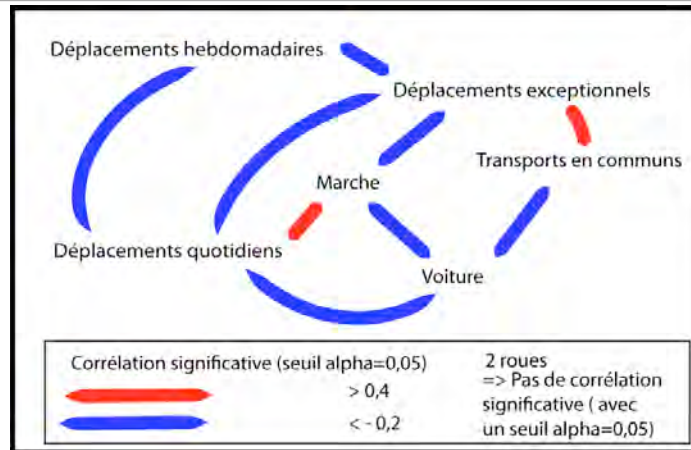 Déplacements hebdomadaires
Déplacements exceptionnels
Transports en communs
Marche
Déplacements quotidiens
Voiture
Corrélation significative (seuil alpha=0,05)
> 0,4
< - 0,2
2 roues
=> Pas de corrélation
significative ( avec
un seuil alpha=0,05)